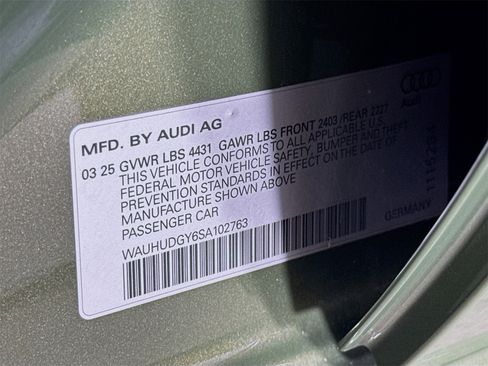 Audi
MFD. BY AUDI AG
03 25 GVWR LBS 4431 GAWR LBS FRONT 2403 /REAR 2227
THIS VEHICLE CONFORMS TO ALL APPLICABLE U.S.
FEDERAL MOTOR VEHICLE SAFETY, BUMPER AND THEFT
PREVENTION STANDARDS IN EFFECT ON THE DATE OF
MANUFACTURE SHOWN ABOVE.
PASSENGER CAR
WAUHUDGY6SA102763
GERMANY